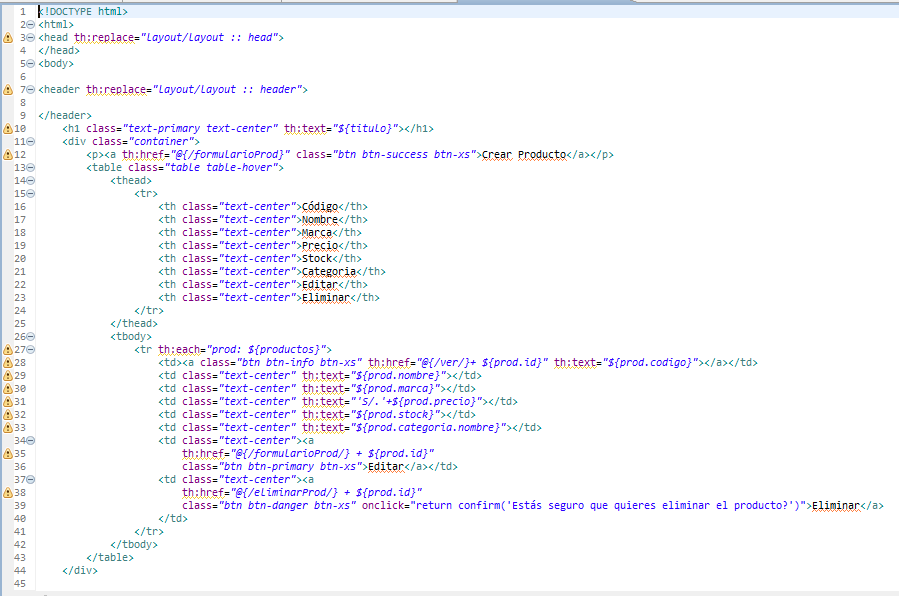 1 <!DOCTYPE html>
2 <html>
3 <head th:replace="layout/layout :: head">
4 </head>
5 <body>
6
7 <header th:replace="layout/layout :: header">
8
9 </header>
10 <h1 class="text-primary text-center" th:text="${titulo}"></h1>
11 <div class="container">
12 <p><a th:href="@{/formularioProd}" class="btn btn-success btn-xs">Crear Producto</a></p>
13 <table class="table table-hover">
14 <thead>
15 <tr>
16 <th class="text-center">Código</th>
17 <th class="text-center">Nombre</th>
18 <th class="text-center">Marca</th>
19 <th class="text-center">Precio</th>
20 <th class="text-center">Stock</th>
21 <th class="text-center">Categoria</th>
22 <th class="text-center">Editar</th>
23 <th class="text-center">Eliminar</th>
24 </tr>
25 </thead>
26 <tbody>
27 <tr th:each="prod: ${productos}">
28 <td><a class="btn btn-info btn-xs" th:href="@{/ver/}+ ${prod.id}" th:text="${prod.codigo}"></a></td>
29 <td class="text-center" th:text="${prod.nombre}"></td>
30 <td class="text-center" th:text="${prod.marca}"></td>
31 <td class="text-center" th:text="'S/.'+${prod.precio}"></td>
32 <td class="text-center" th:text="${prod.stock}"></td>
33 <td class="text-center" th:text="${prod.categoria.nombre}"></td>
34 <td class="text-center"><a
35 th:href="@{/formularioProd/} + ${prod.id}"
36 class="btn btn-primary btn-xs">Editar</a></td>
37 <td class="text-center"><a
38 th:href="@{/eliminarProd/} + ${prod.id}"
39 class="btn btn-danger btn-xs" onclick="return confirm('Estás seguro que quieres eliminar el producto?')">Eliminar</a>
40 </td>
41 </tr>
42 </tbody>
43 </table>
44 </div>
45